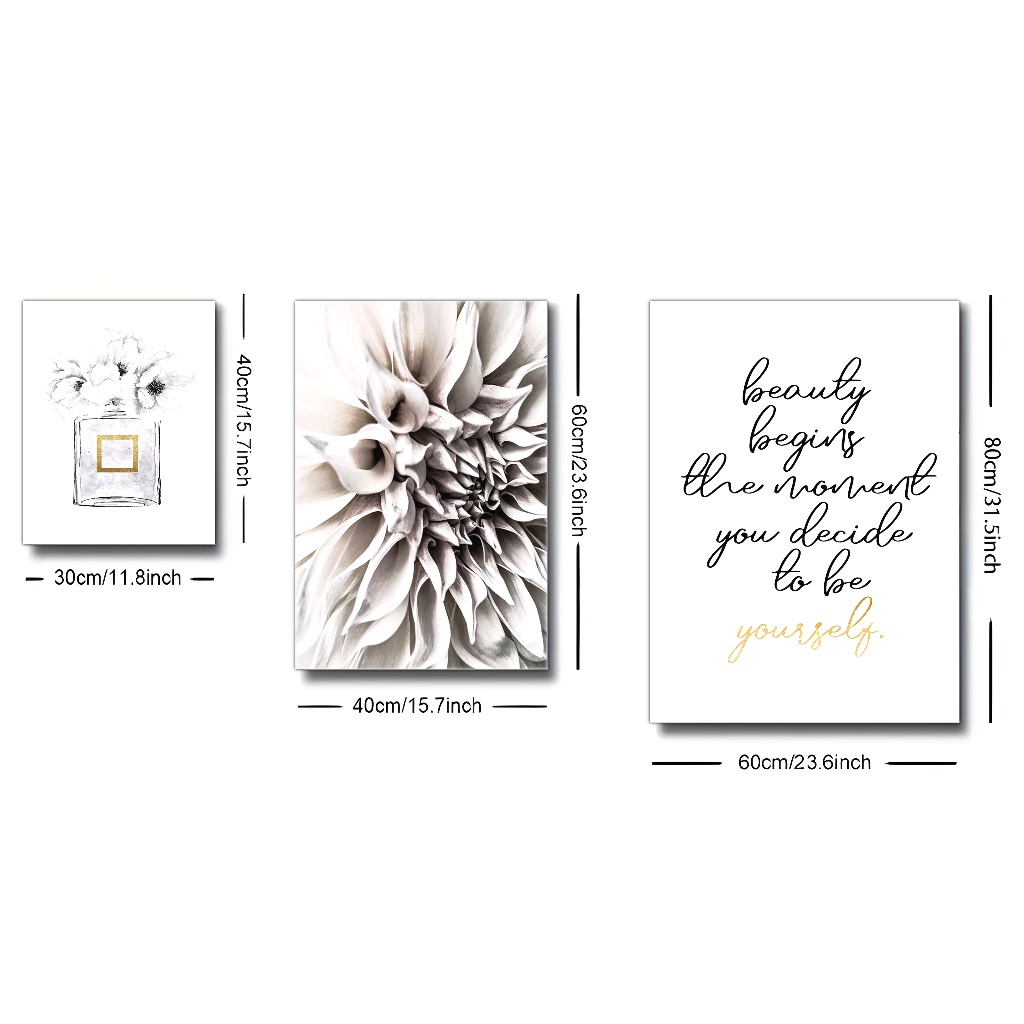 40cm/15.7inch
30cm/11.8inch
60cm/23.6inch
40cm/15.7inch
beauty
begins
the moment
you decide
to be
yourself.
80cm/31.5inch
60cm/23.6inch